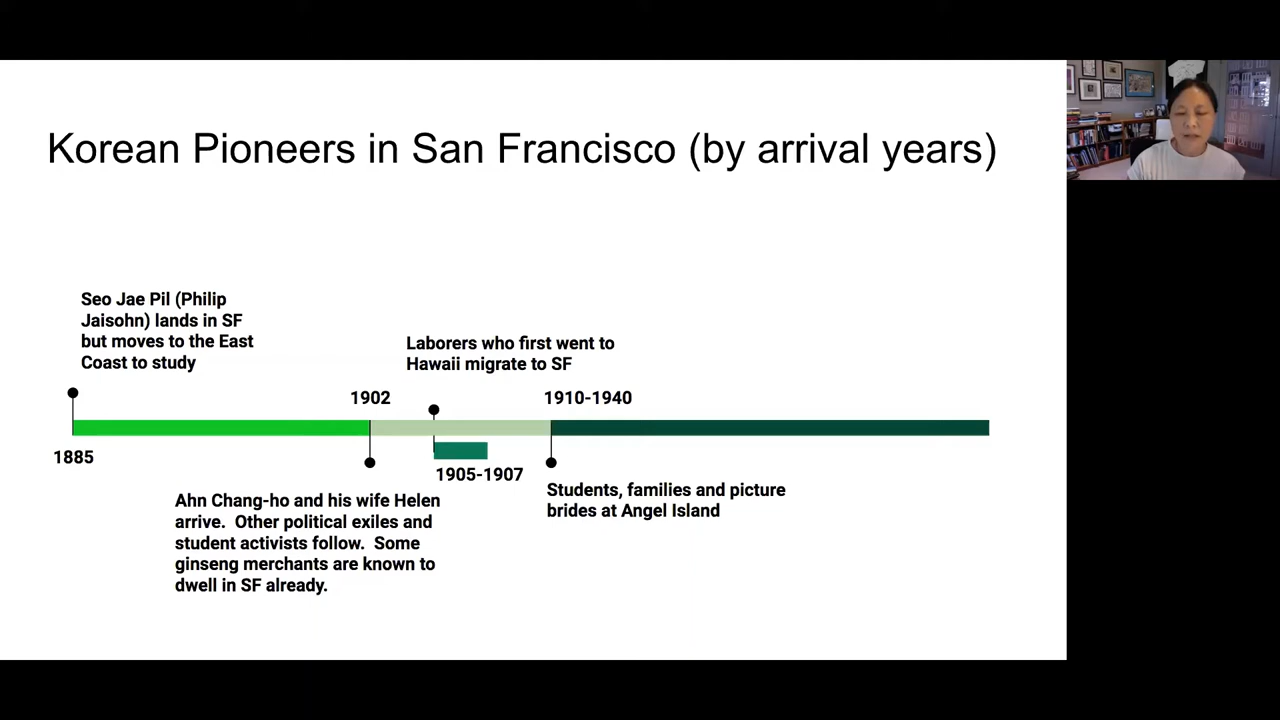 Korean Pioneers in San Francisco (by arrival years)
Seo Jae Pil (Philip
Jaisohn) lands in SF
but moves to the East
Coast to study
Laborers who first went to
Hawaii migrate to SF
1902
1910-1940
1885
1905-1907
Ahn Chang-ho and his wife Helen
arrive.  Other political exiles and
student activists follow.  Some
ginseng merchants are known to
dwell in SF already.
Students, families and picture
brides at Angel Island